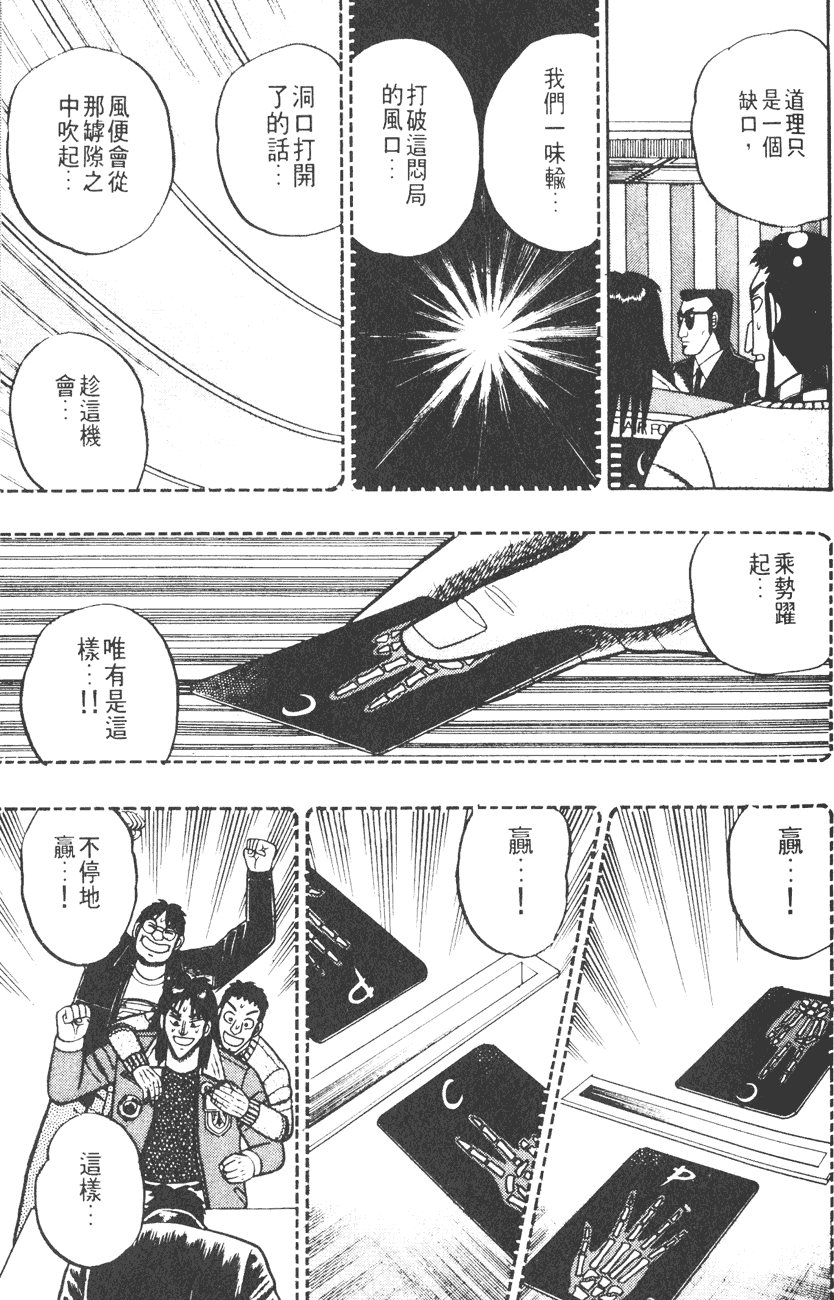 道理只
是一個
缺口，
我們一味輸…
打破這悶局
的風口…
洞口打開
了的話…
風便會從
那罅隙之
中吹起…
趁這機
會…
乘勢躍
起…
唯有是這
樣…!!
贏…!
贏…!
不停地
贏…!
這樣…
C
P
P
C
C
P